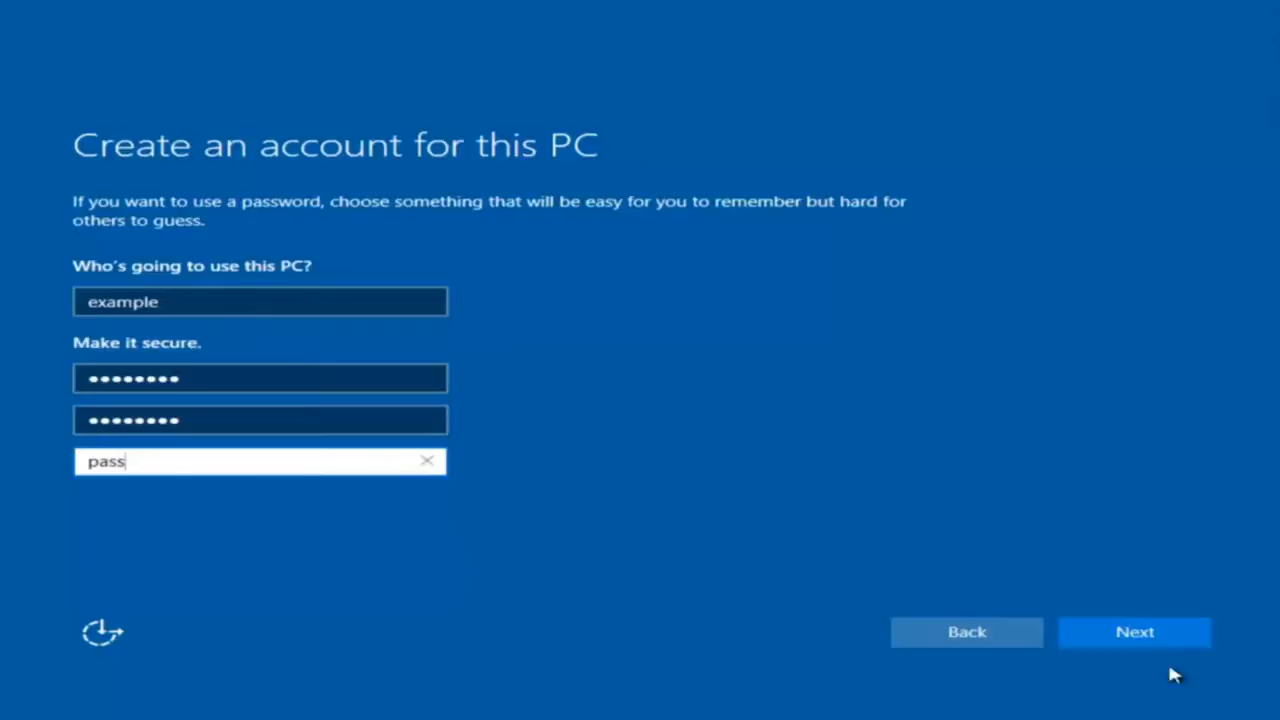 Create an account for this PC
If you want to use a password, choose something that will be easy for you to remember but hard for
others to guess.
Who's going to use this PC?
example
Make it secure.
●●●●●●●●
●●●●●●●●
pass
Back
Next